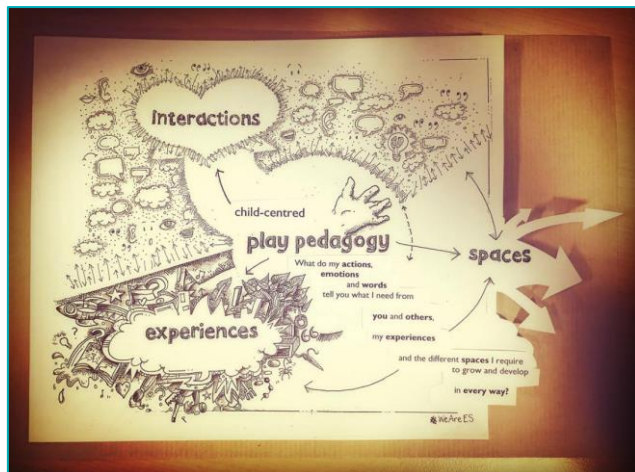 interactions
child-centred
play pedagogy
spaces
What do my actions,
emotions
and words
tell you what I need from
you and others,
my experiences
and the different spaces I require
to grow and develop
in every way?
experiences
WeAreES